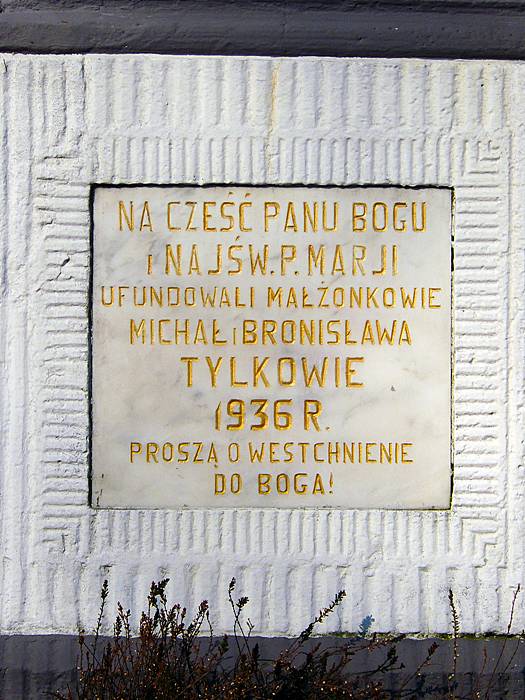 NA CZEŚĆ PANU BOGU
i NAJŚW. P. MARJI
UFUNDOWALI MAŁŻONKOWIE
MICHAŁ i BRONISŁAWA
TYLKOWIE
1936 R.
PROSZĄ O WESTCHNIENIE
DO BOGA!